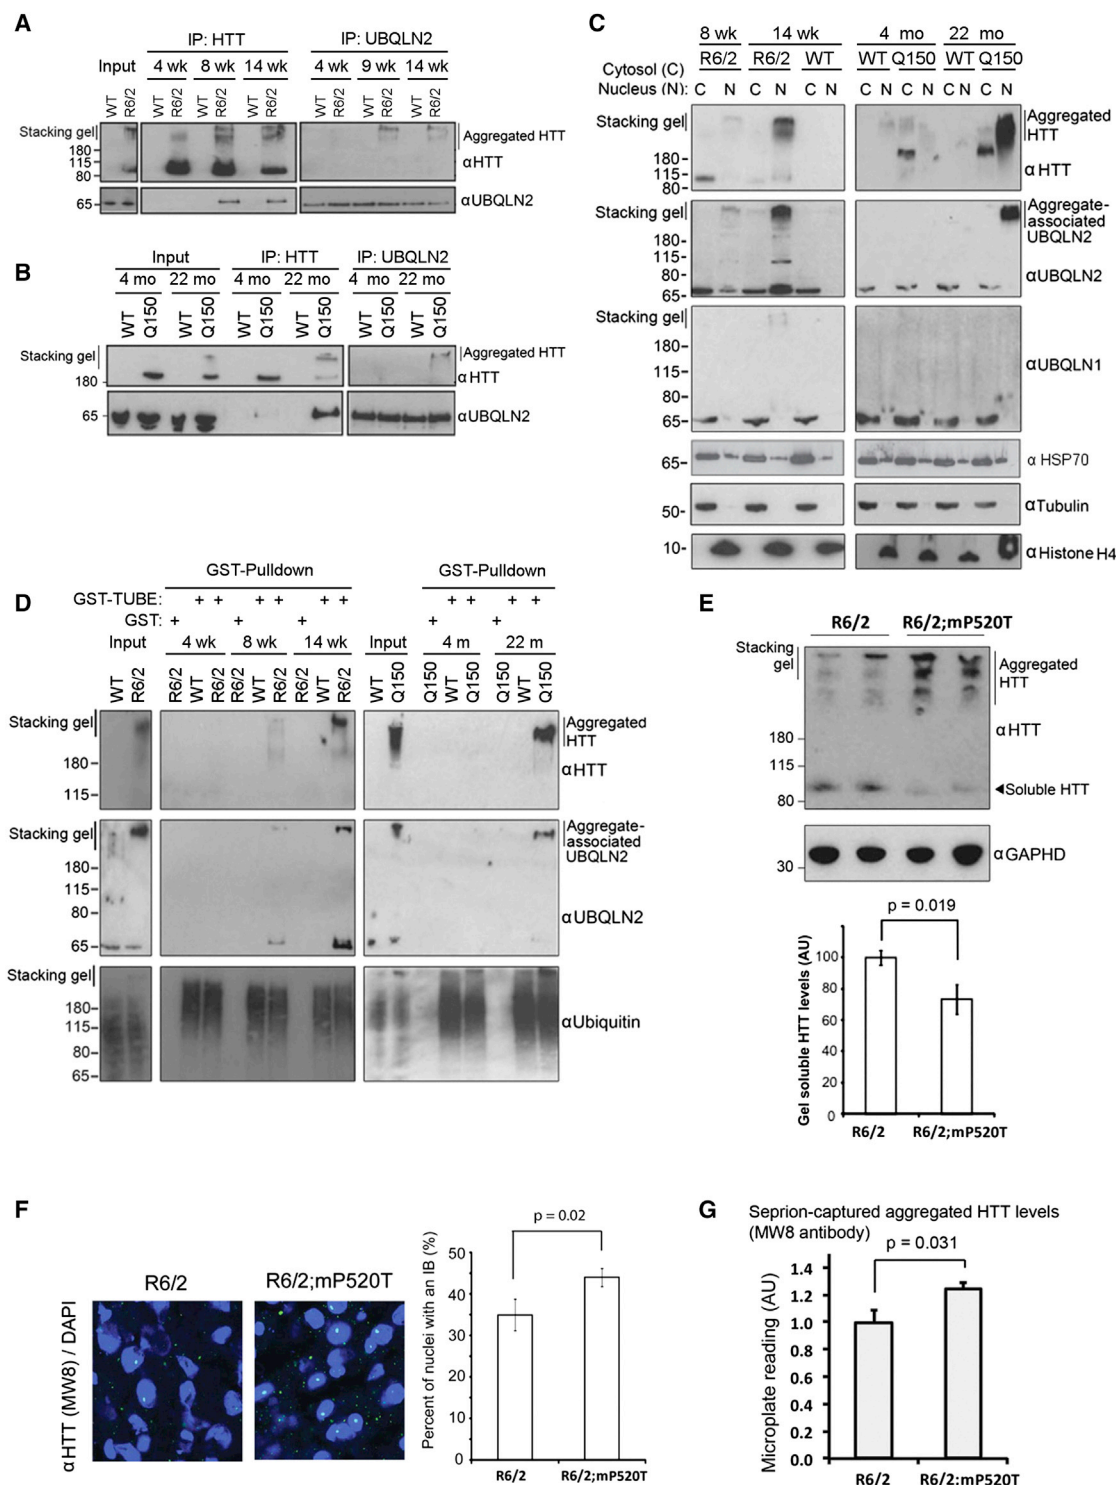 A
IP: HTT
IP: UBQLN2
Input
4 wk
8 wk
14 wk
4 wk
9 wk
14 wk
WT
R6/2
WT
R6/2
WT
R6/2
WT
R6/2
WT
R6/2
WT
R6/2
WT
R6/2
Stacking gel
180
115
80
65
Aggregated HTT
αHTT
αUBQLN2
B
Input
IP: HTT
IP: UBQLN2
4 mo
22 mo
4 mo
22 mo
4 mo
22 mo
WT
Q150
WT
Q150
WT
Q150
WT
Q150
WT
Q150
WT
Q150
Stacking gel
180
65
Aggregated HTT
αHTT
αUBQLN2
C
8 wk
14 wk
4 mo
22 mo
R6/2
R6/2
WT
WT
Q150
WT
Q150
Cytosol (C)
Nucleus (N):
C N C N C N
C N C N C N C N
Stacking gel
180
115
80
Aggregated HTT
αHTT
Stacking gel
180
115
80
65
Aggregate-associated UBQLN2
αUBQLN2
Stacking gel
180
115
80
65
αUBQLN1
65
α HSP70
50
αTubulin
10
αHistone H4
D
GST-Pulldown
GST-Pulldown
GST-TUBE: + + + + + + + + + +
GST: + + + + +
Input
4 wk
8 wk
14 wk
Input
4 m
22 m
WT
R6/2
R6/2
WT
R6/2
R6/2
WT
R6/2
R6/2
WT
R6/2
WT
Q150
Q150
WT
Q150
Q150
WT
Q150
Stacking gel
180
115
Aggregated HTT
αHTT
Stacking gel
180
115
80
65
Aggregate-associated UBQLN2
αUBQLN2
Stacking gel
180
115
80
65
αUbiquitin
E
R6/2
R6/2;mP520T
Stacking gel
180
115
80
Aggregated HTT
αHTT
Soluble HTT
30
αGAPHD
p = 0.019
Gel soluble HTT levels (AU)
100
80
60
40
20
0
R6/2
R6/2;mP520T
F
αHTT (MW8) / DAPI
R6/2
R6/2;mP520T
p = 0.02
Percent of nuclei with an IB (%)
50
40
30
20
10
0
R6/2
R6/2;mP520T
G
Seprion-captured aggregated HTT levels
(MW8 antibody)
p = 0.031
Microplate reading (AU)
1.4
1.2
1.0
0.8
0.6
0.4
0.2
0.0
R6/2
R6/2;mP520T